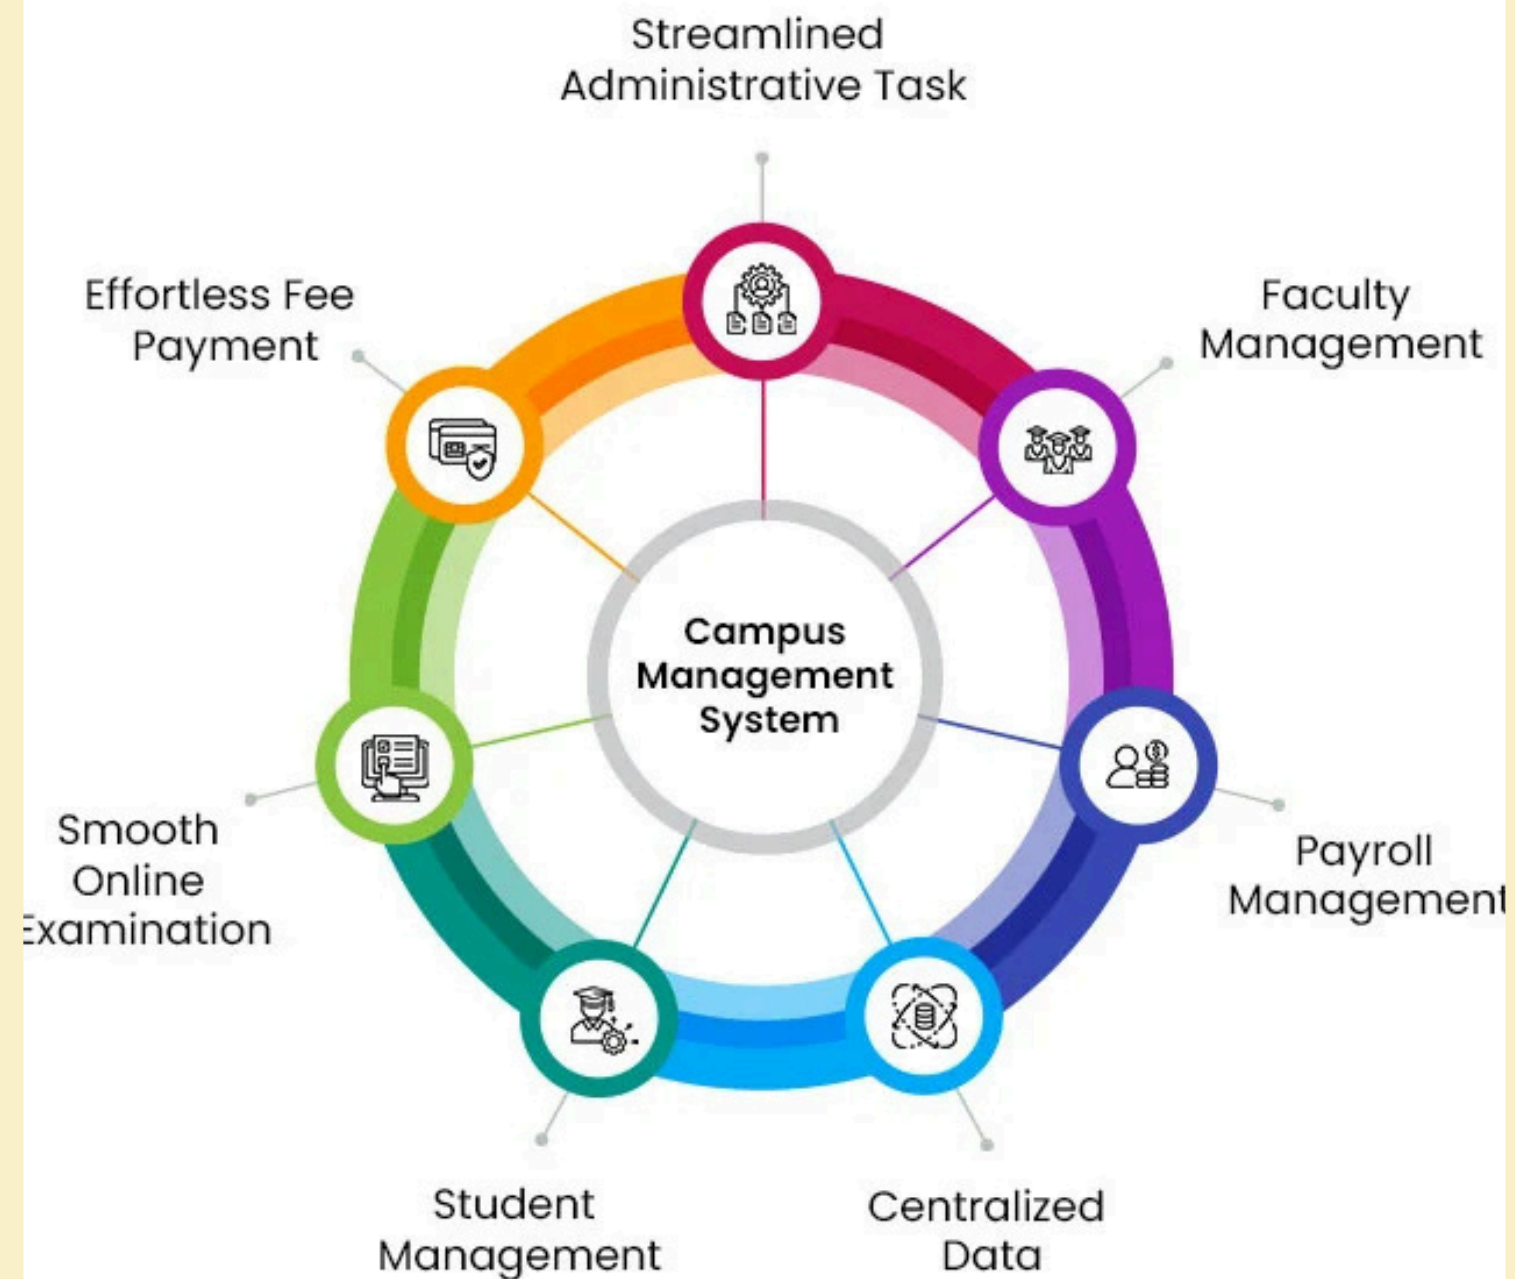 Streamlined
Administrative Task
Effortless Fee
Payment
Faculty
Management
Campus
Management
System
Smooth
Online
Examination
Payroll
Management
Student
Management
Centralized
Data